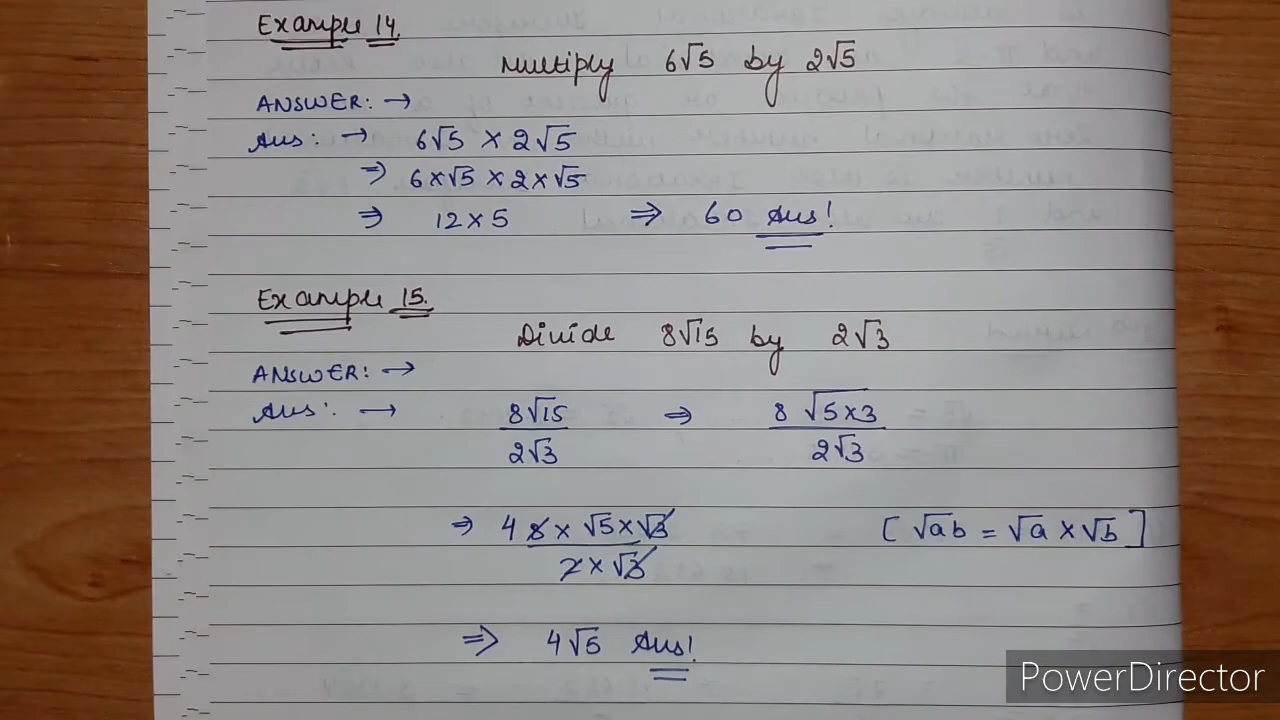 Example 14.
Multiply 6√5 by 2√5
ANSWER: →
Ans: → 6√5 × 2√5
⇒ 6×√5 × 2×√5
⇒ 12×5 ⇒ 60 Ans!
Example 15.
Divide 8√15 by 2√3
ANSWER: →
Ans: → 8√15 / 2√3 ⇒ 8 √5×3 / 2√3
⇒ 4 8 × √5 × √3 / 2 × √3 [ √ab = √a × √b ]
⇒ 4√5 Ans!
PowerDirector